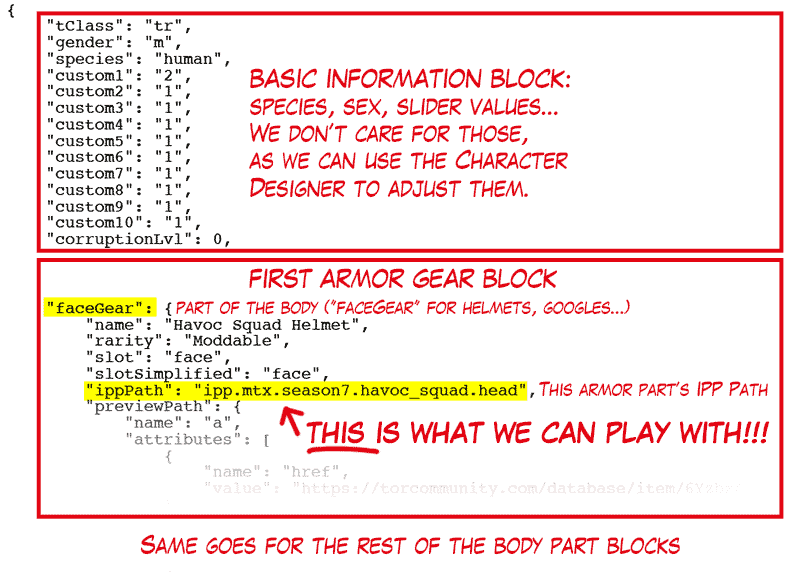 {
"tClass": "tr",
"gender": "m",
"species": "human",
"custom1": "2",
"custom2": "1",
"custom3": "1",
"custom4": "1",
"custom5": "1",
"custom6": "1",
"custom7": "1",
"custom8": "1",
"custom9": "1",
"custom10": "1",
"corruptionLvl": 0,
BASIC INFORMATION BLOCK:
SPECIES, SEX, SLIDER VALUES...
WE DON'T CARE FOR THOSE,
AS WE CAN USE THE CHARACTER
DESIGNER TO ADJUST THEM.
FIRST ARMOR GEAR BLOCK
"faceGear": { PART OF THE BODY ("FACEGEAR" FOR HELMETS, GOOGLES...)
"name": "Havoc Squad Helmet",
"rarity": "Moddable",
"slot": "face",
"slotSimplified": "face",
"ippPath": "ipp.mtx.season7.havoc_squad.head", THIS ARMOR PART'S IPP PATH
"previewPath": {
"name": "a",
"attributes": [
{
"name": "href",
"value": "https://torcommunity.com/database/item/
THIS IS WHAT WE CAN PLAY WITH!!!
SAME GOES FOR THE REST OF THE BODY PART BLOCKS